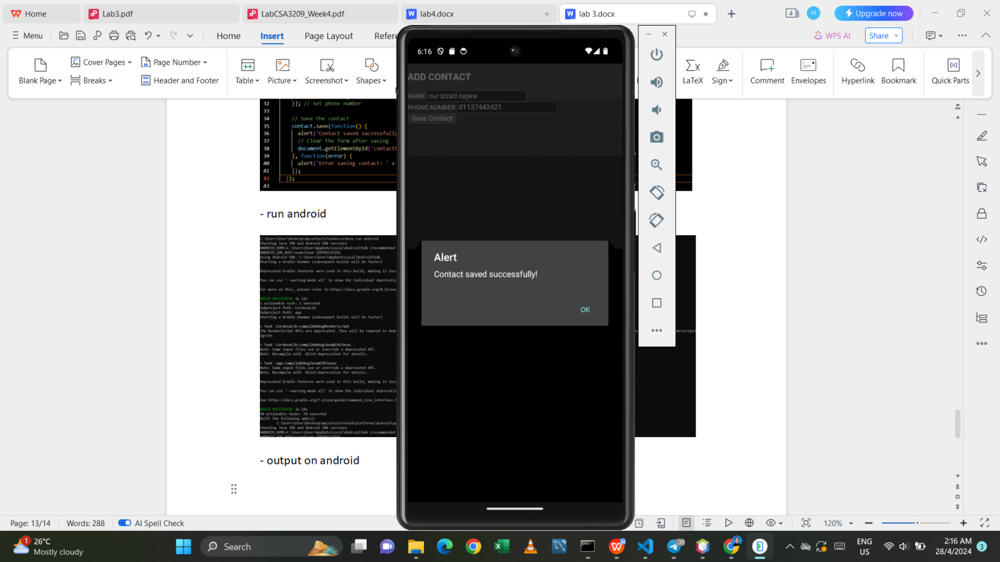 Home
Lab3.pdf
LabCSA3209_Week4.pdf
lab4.docx
lab 3.docx
4
NI
Upgrade now
Menu
Home
Insert
Page Layout
Refere
WPS AI
Share
Blank Page
Cover Pages
Breaks
Page Number
Header and Footer
Table
Picture
Screenshot
Shapes
LaTeX
Sign
Comment
Envelopes
Hyperlink
Bookmark
Quick Parts
32 }]; // Set phone number
33
34 // Save the contact
35 contact.save(function() {
36 alert('Contact saved successfully
37 // Clear the form after saving
38 document.getElementById('contactF
39 }, function(error) {
40 alert('Error saving contact: ' +
41 });
42 });
43
- run android
C:\Users\User\Desktop\mycontactsTask4>cordova run android
Checking Java JDK and Android SDK versions
ANDROID_HOME=C:\Users\User\AppData\Local\Android\Sdk (recommended
ANDROID_SDK_ROOT=undefined (DEPRECATED)
Using Android SDK: C:\Users\User\AppData\Local\Android\Sdk
Starting a Gradle Daemon (subsequent builds will be faster)
Deprecated Gradle features were used in this build, making it inco
You can use '--warning-mode all' to show the individual deprecatio
For more on this, please refer to https://docs.gradle.org/8.2/user
BUILD SUCCESSFUL in 12s
1 actionable task: 1 executed
Subproject Path: CordovaLib
Subproject Path: app
Starting a Gradle Daemon (subsequent builds will be faster)
> Task :CordovaLib:compileDebugRenderscript
The RenderScript APIs are deprecated. They will be removed in Andr
igrate
> Task :CordovaLib:compileDebugJavaWithJavac
Note: Some input files use or override a deprecated API.
Note: Recompile with -Xlint:deprecation for details.
> Task :app:compileDebugJavaWithJavac
Note: Some input files use or override a deprecated API.
Note: Recompile with -Xlint:deprecation for details.
Deprecated Gradle features were used in this build, making it inco
You can use '--warning-mode all' to show the individual deprecatio
See https://docs.gradle.org/7.6/userguide/command_line_interface.h
BUILD SUCCESSFUL in 24s
50 actionable tasks: 50 executed
Built the following apk(s):
C:\Users\User\Desktop\mycontactsTask4\platforms\android\ap
Checking Java JDK and Android SDK versions
ANDROID_HOME=C:\Users\User\AppData\Local\Android\Sdk (recommended
- output on android
6:16
ADD CONTACT
NAME nur izzati najwa
PHONE NUMBER 01137443421
Save Contact
Alert
Contact saved successfully!
OK
Page: 13/14
Words: 288
AI Spell Check
120%
1
26°C
Mostly cloudy
Search
39
ENG
US
2:16 AM
28/4/2024
3